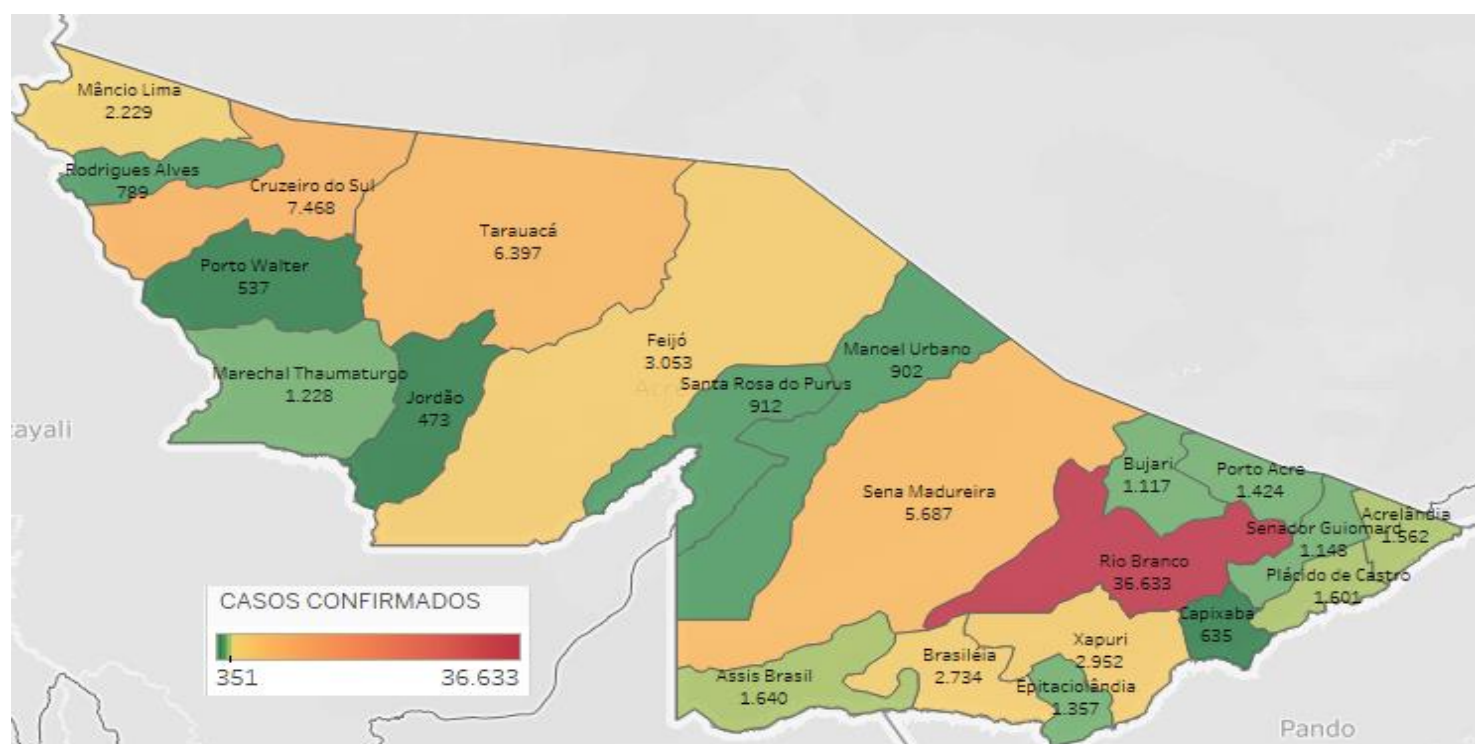 Mâncio Lima
2.229
Rodrigues Alves
789
Cruzeiro do Sul
7.468
Tarauacá
6.397
Porto Walter
537
Feijó
3.053
Manoel Urbano
902
Marechal Thaumaturgo
1.228
Jordão
473
Santa Rosa do Purus
912
ayali
Sena Madureira
5.687
Bujari
1.117
Porto Acre
1.424
Acrelândia
1.562
Senador Guiomard
1.148
Rio Branco
36.633
Plácido de Castro
1.601
Capixaba
635
Xapuri
2.952
Brasiléia
2.734
Assis Brasil
1.640
Epitaciolândia
1.357
Pando
CASOS CONFIRMADOS
351
36.633